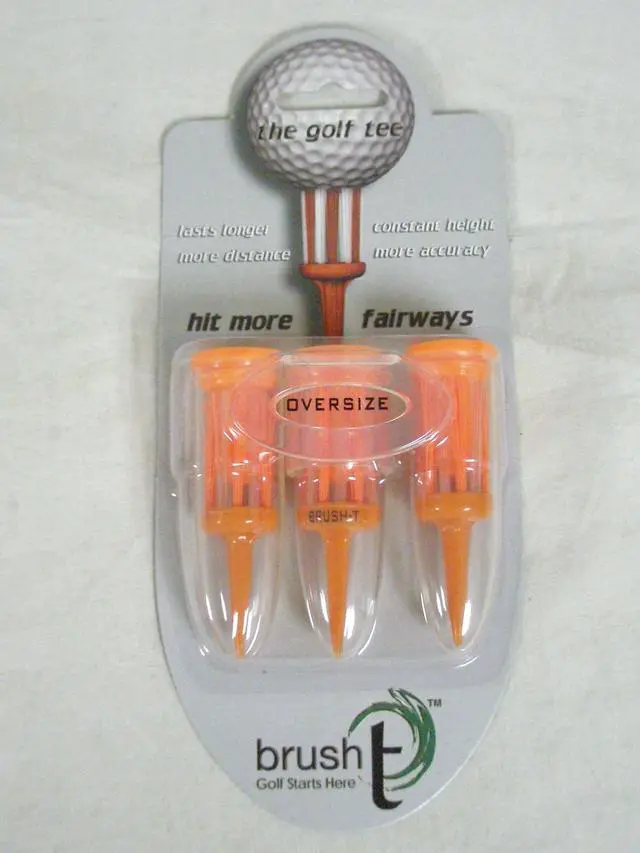 the golf tee
lasts longer
more distance
constant height
more accuracy
hit more fairways
OVERSIZE
BRUSH-T
brush t TM
Golf Starts Here